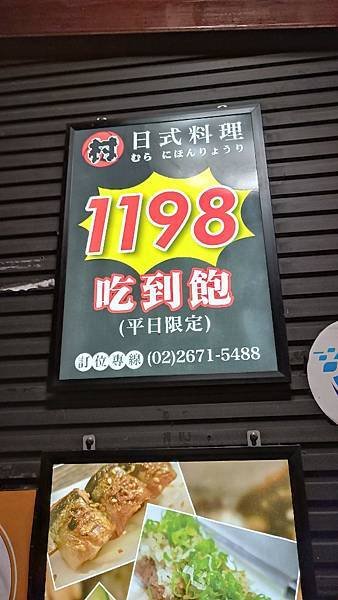 村 日式料理
むら にほんりょうり
1198
吃到飽
(平日限定)
訂位專線 (02)2671-5488